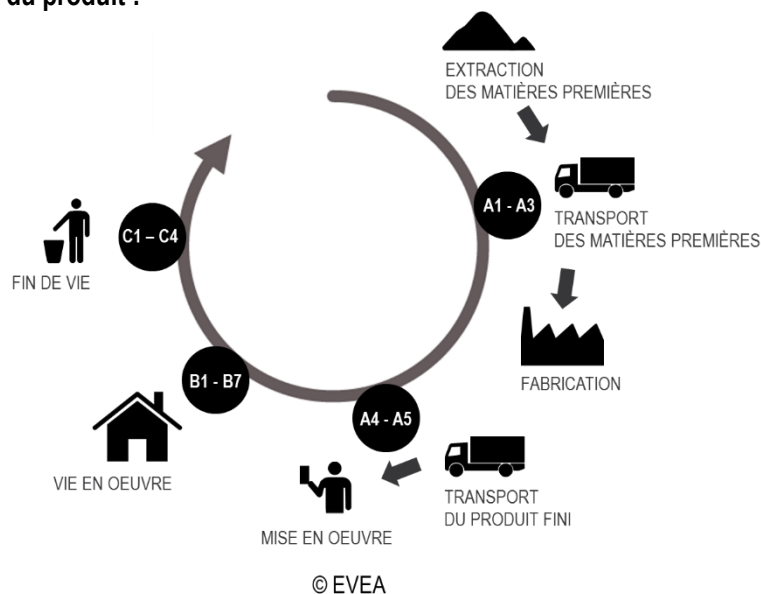 du produit :
EXTRACTION
DES MATIÈRES PREMIÈRES
A1 - A3
TRANSPORT
DES MATIÈRES PREMIÈRES
FABRICATION
A4 - A5
TRANSPORT
DU PRODUIT FINI
MISE EN OEUVRE
B1 - B7
VIE EN OEUVRE
C1 – C4
FIN DE VIE
© EVEA